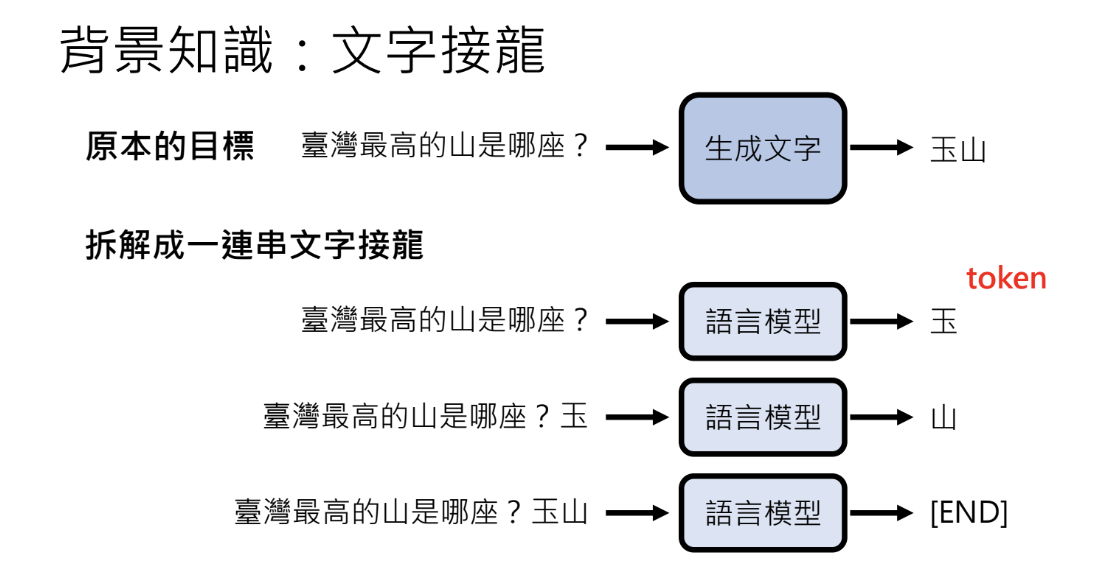 背景知識：文字接龍
原本的目標 臺灣最高的山是哪座？ 生成文字 玉山
拆解成一連串文字接龍
token
臺灣最高的山是哪座？ 語言模型 玉
臺灣最高的山是哪座？玉 語言模型 山
臺灣最高的山是哪座？玉山 語言模型 [END]